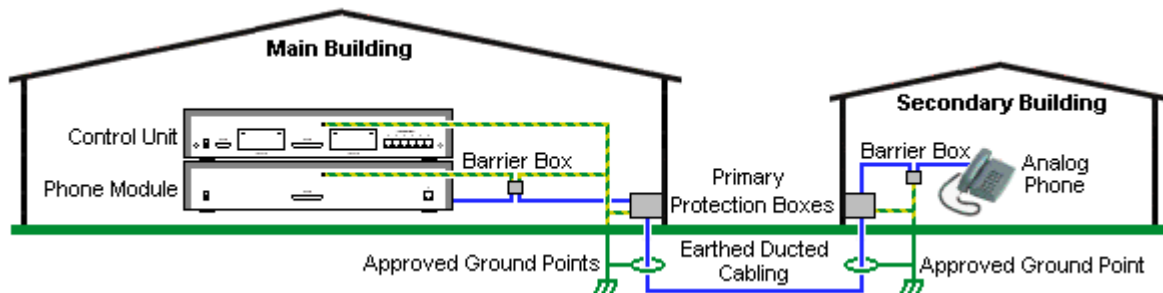 Main Building
Secondary Building
Control Unit
Barrier Box
Barrier Box
Analog
Phone
Phone Module
Primary
Protection Boxes
Approved Ground Points
Earthed Ducted
Cabling
Approved Ground Point